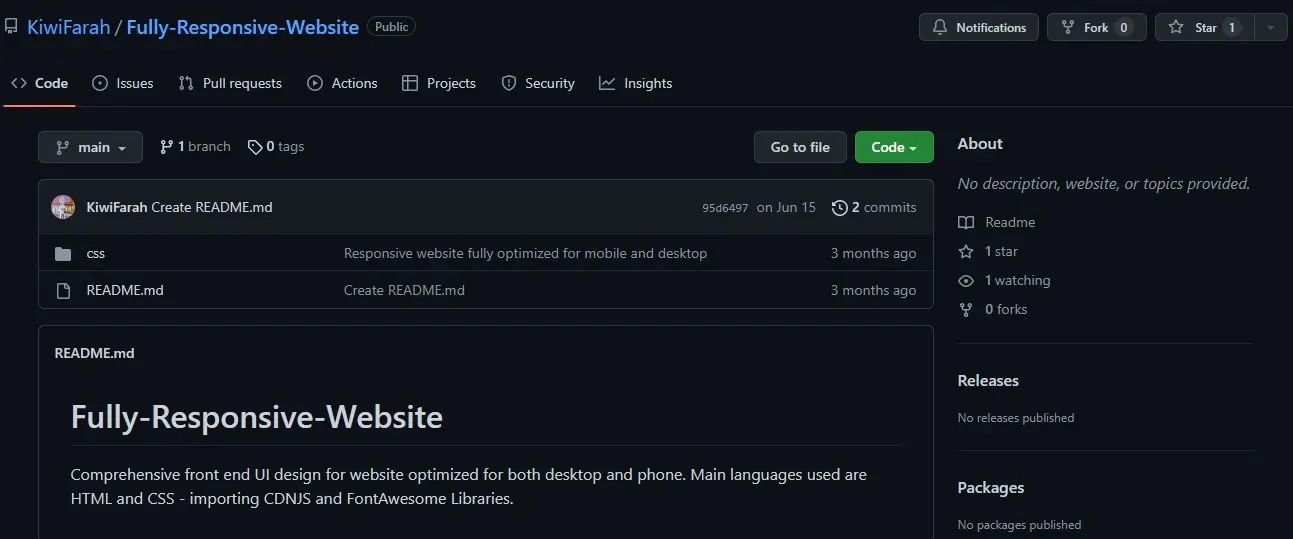 KiwiFarah / Fully-Responsive-Website Public Notifications Fork 0 Star 1
Code Issues Pull requests Actions Projects Security Insights
main 1 branch 0 tags Go to file Code
KiwiFarah Create README.md 95d6497 on Jun 15 2 commits
css Responsive website fully optimized for mobile and desktop 3 months ago
README.md Create README.md 3 months ago
README.md
Fully-Responsive-Website
Comprehensive front end UI design for website optimized for both desktop and phone. Main languages used are
HTML and CSS - importing CDNJS and FontAwesome Libraries.
About
No description, website, or topics provided.
Readme
1 star
1 watching
0 forks
Releases
No releases published
Packages
No packages published